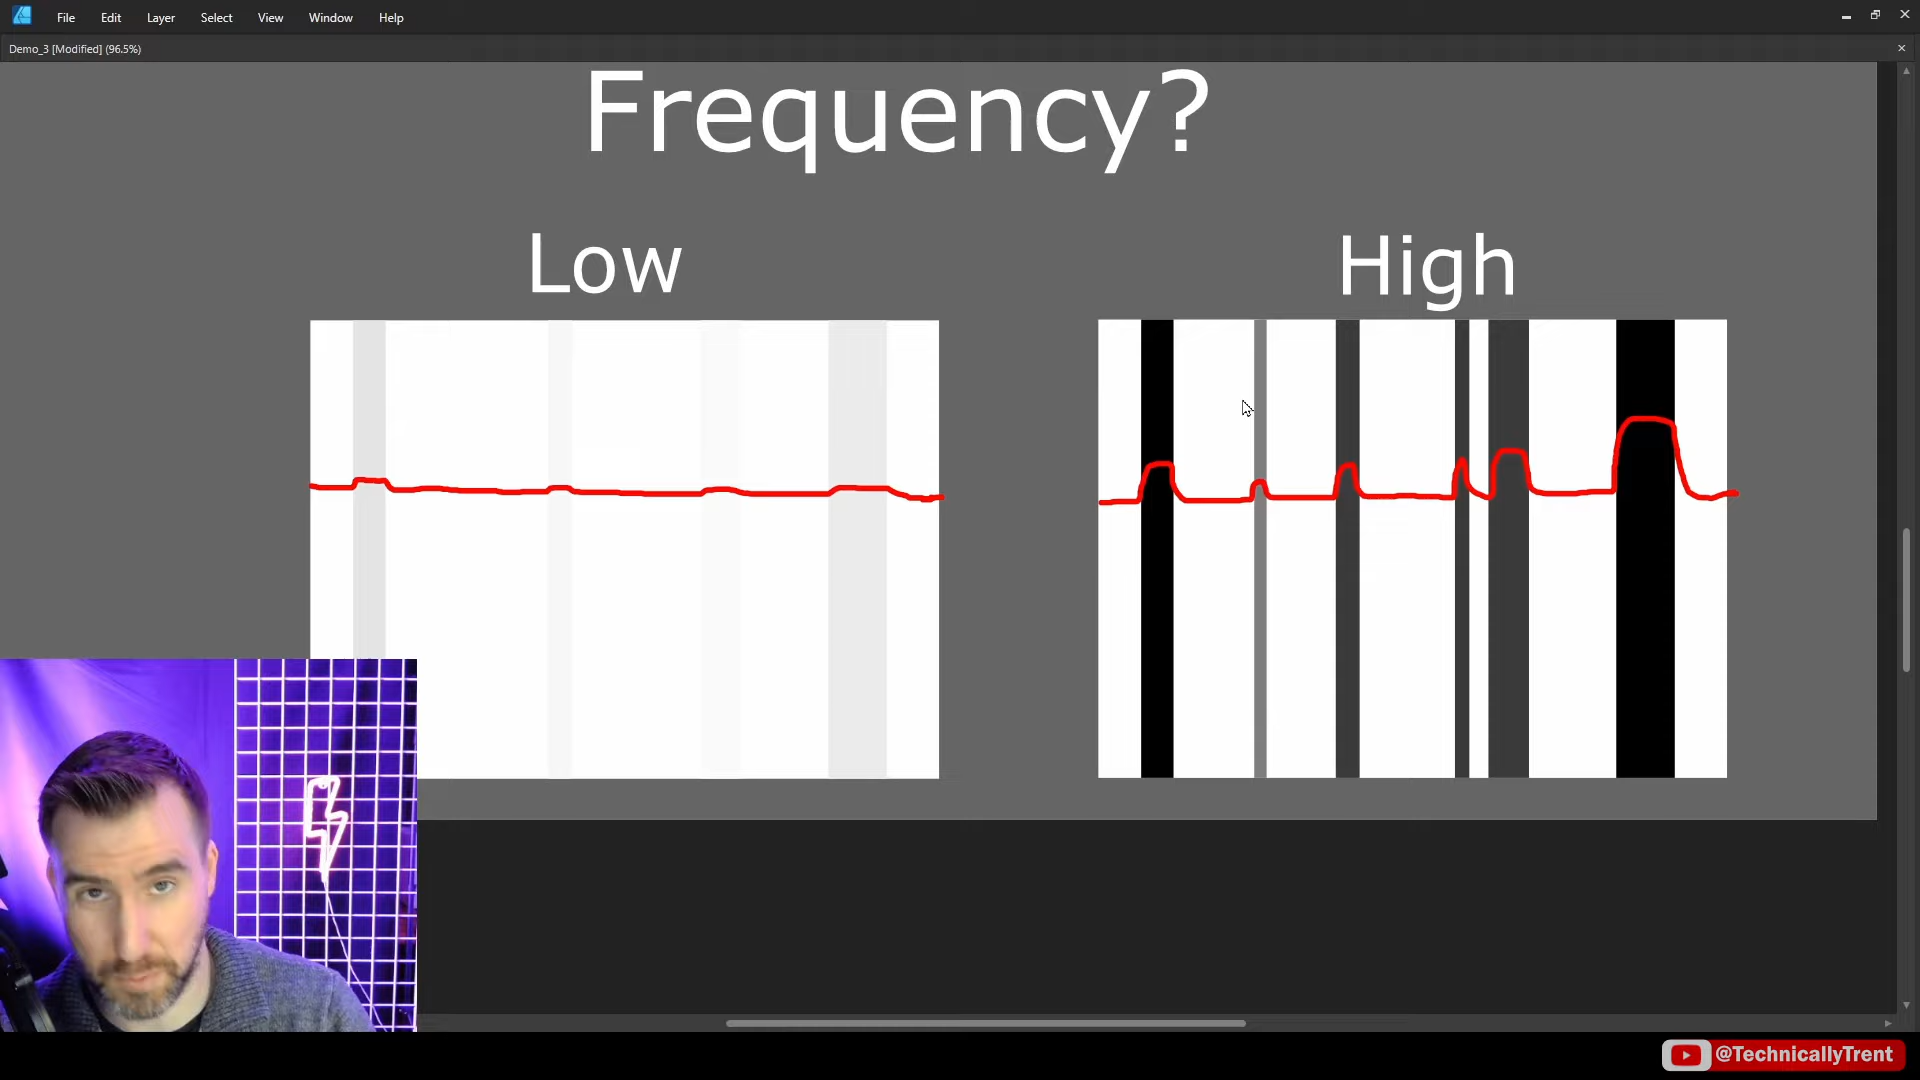 File Edit Layer Select View Window Help
Demo_3 [Modified] (96.5%)
Frequency?
Low High
@TechnicallyTrent